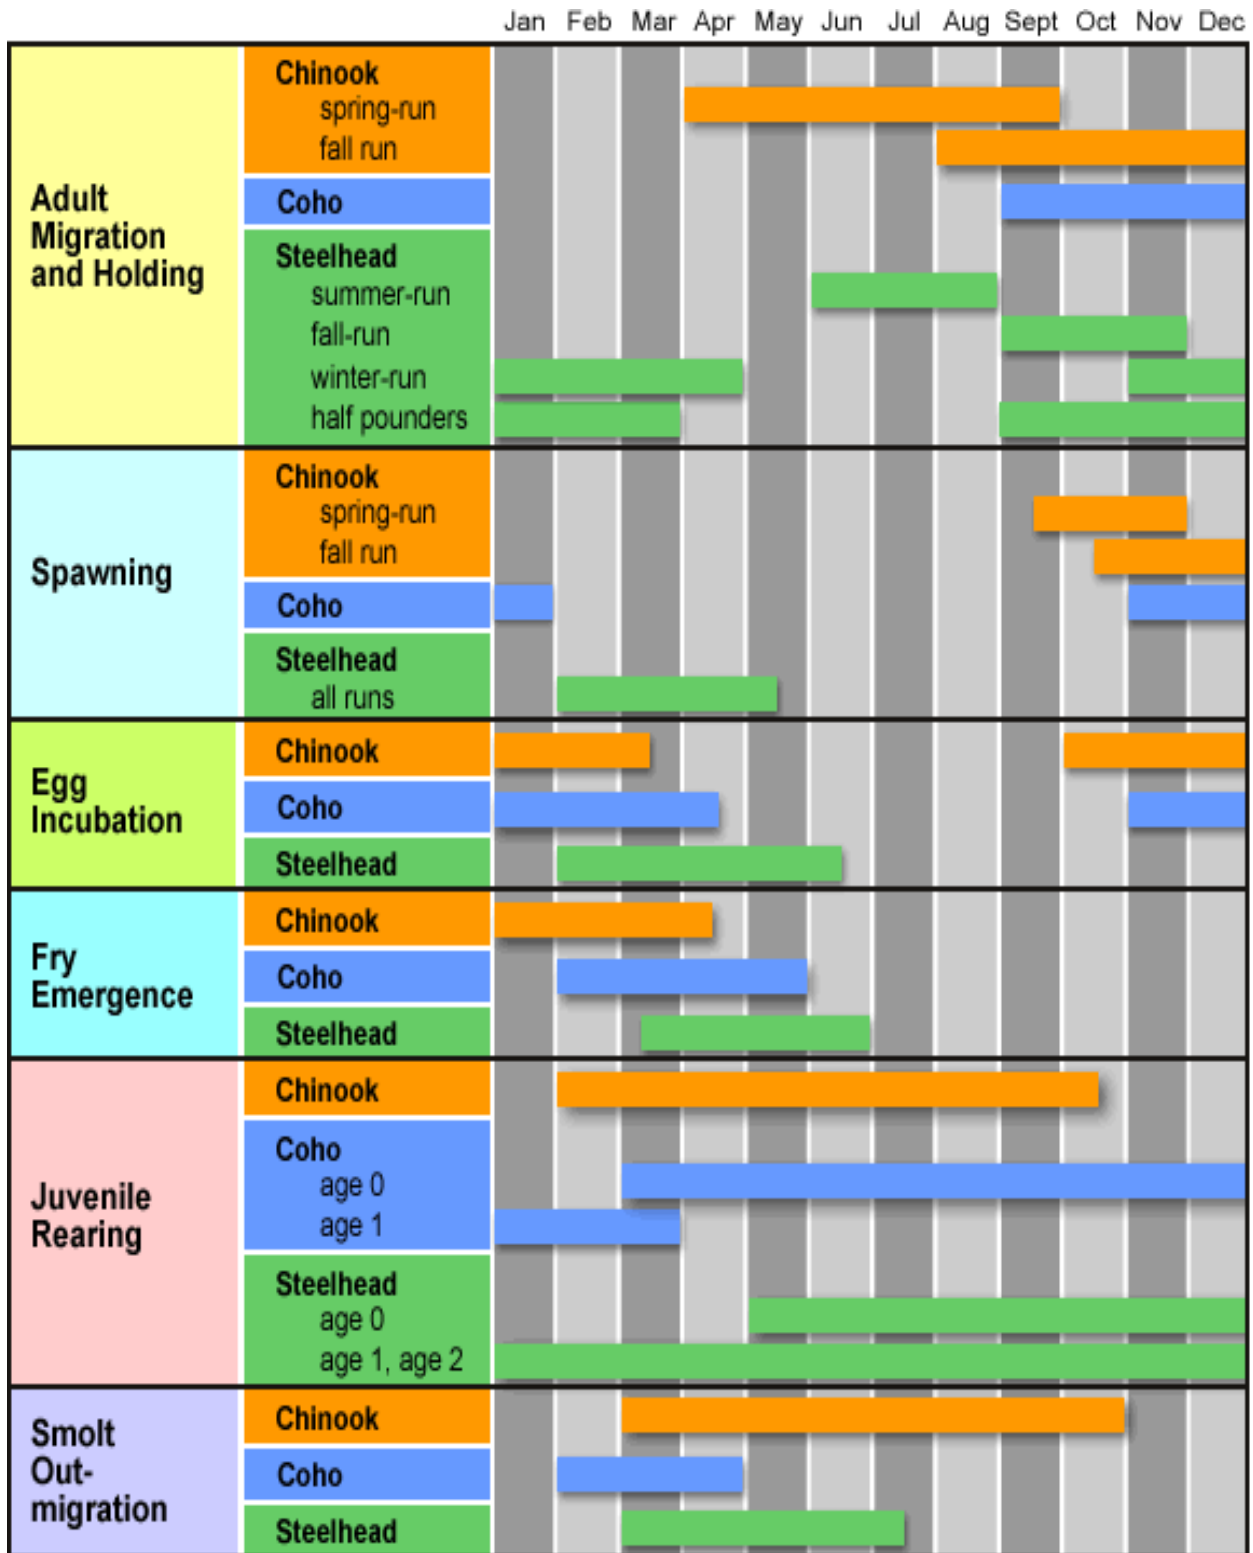 Jan Feb Mar Apr May Jun Jul Aug Sept Oct Nov Dec
Adult
Migration
and Holding
Chinook
spring-run
fall run
Coho
Steelhead
summer-run
fall-run
winter-run
half pounders
Spawning
Chinook
spring-run
fall run
Coho
Steelhead
all runs
Egg
Incubation
Chinook
Coho
Steelhead
Fry
Emergence
Chinook
Coho
Steelhead
Juvenile
Rearing
Chinook
Coho
age 0
age 1
Steelhead
age 0
age 1, age 2
Smolt
Out-
migration
Chinook
Coho
Steelhead